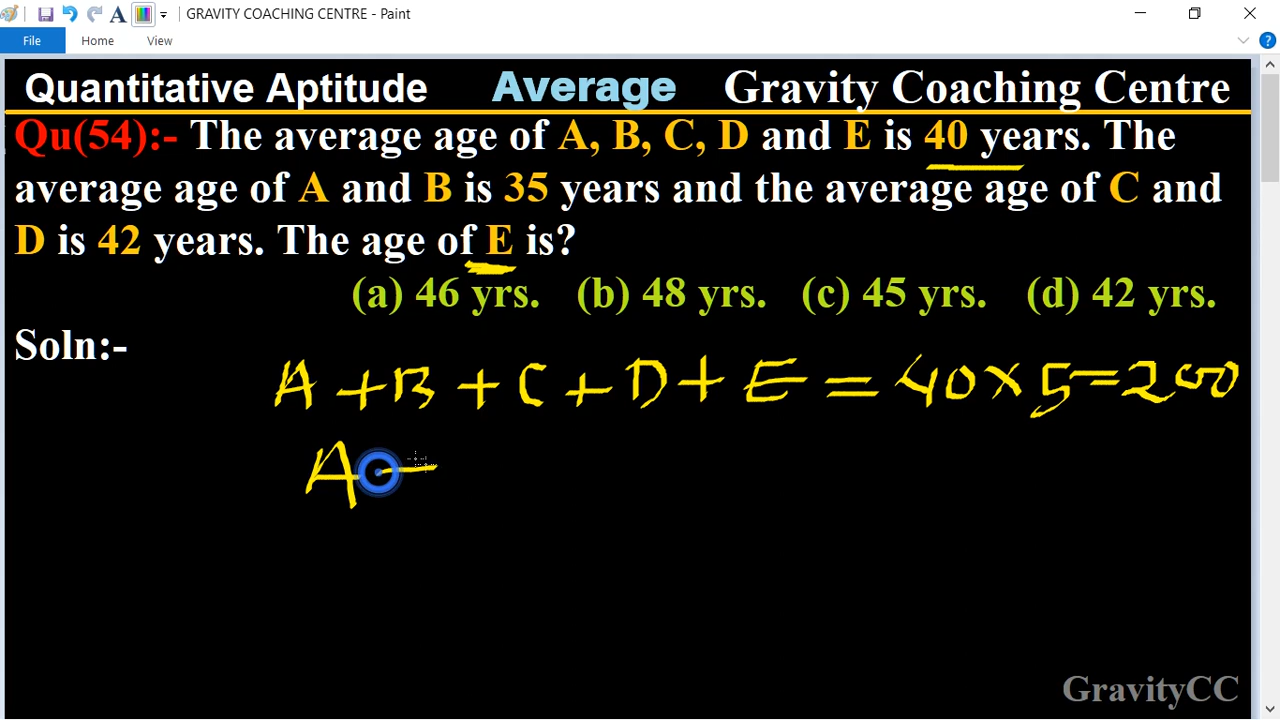 GRAVITY COACHING CENTRE - Paint
File Home View
Quantitative Aptitude Average Gravity Coaching Centre
Qu(54):- The average age of A, B, C, D and E is 40 years. The
average age of A and B is 35 years and the average age of C and
D is 42 years. The age of E is?
(a) 46 yrs. (b) 48 yrs. (c) 45 yrs. (d) 42 yrs.
Soln:-
A + B + C + D + E = 40 × 5 = 200
A
GravityCC